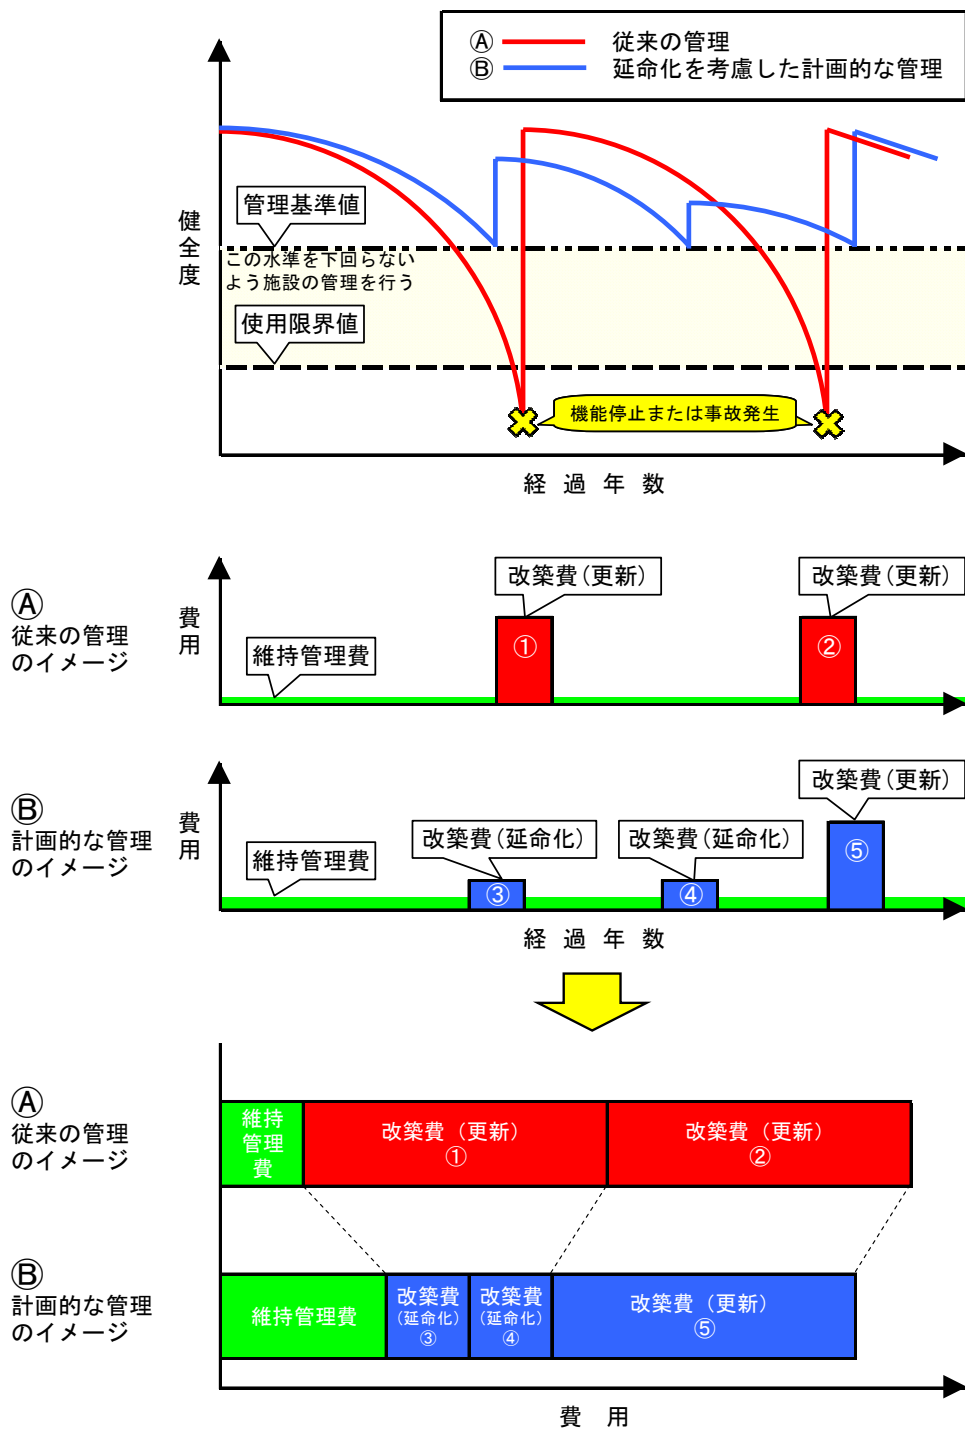 Ⓐ 従来の管理
Ⓑ 延命化を考慮した計画的な管理
健全度
管理基準値
この水準を下回らない
よう施設の管理を行う
使用限界値
機能停止または事故発生
経過年数
Ⓐ
従来の管理
のイメージ
費用
維持管理費
改築費(更新)
①
改築費(更新)
②
Ⓑ
計画的な管理
のイメージ
費用
維持管理費
改築費(延命化)
③
改築費(延命化)
④
改築費(更新)
⑤
経過年数
Ⓐ
従来の管理
のイメージ
維持
管理
費
改築費（更新）
①
改築費（更新）
②
Ⓑ
計画的な管理
のイメージ
維持管理費
改築費
(延命化)
③
改築費
(延命化)
④
改築費（更新）
⑤
費用